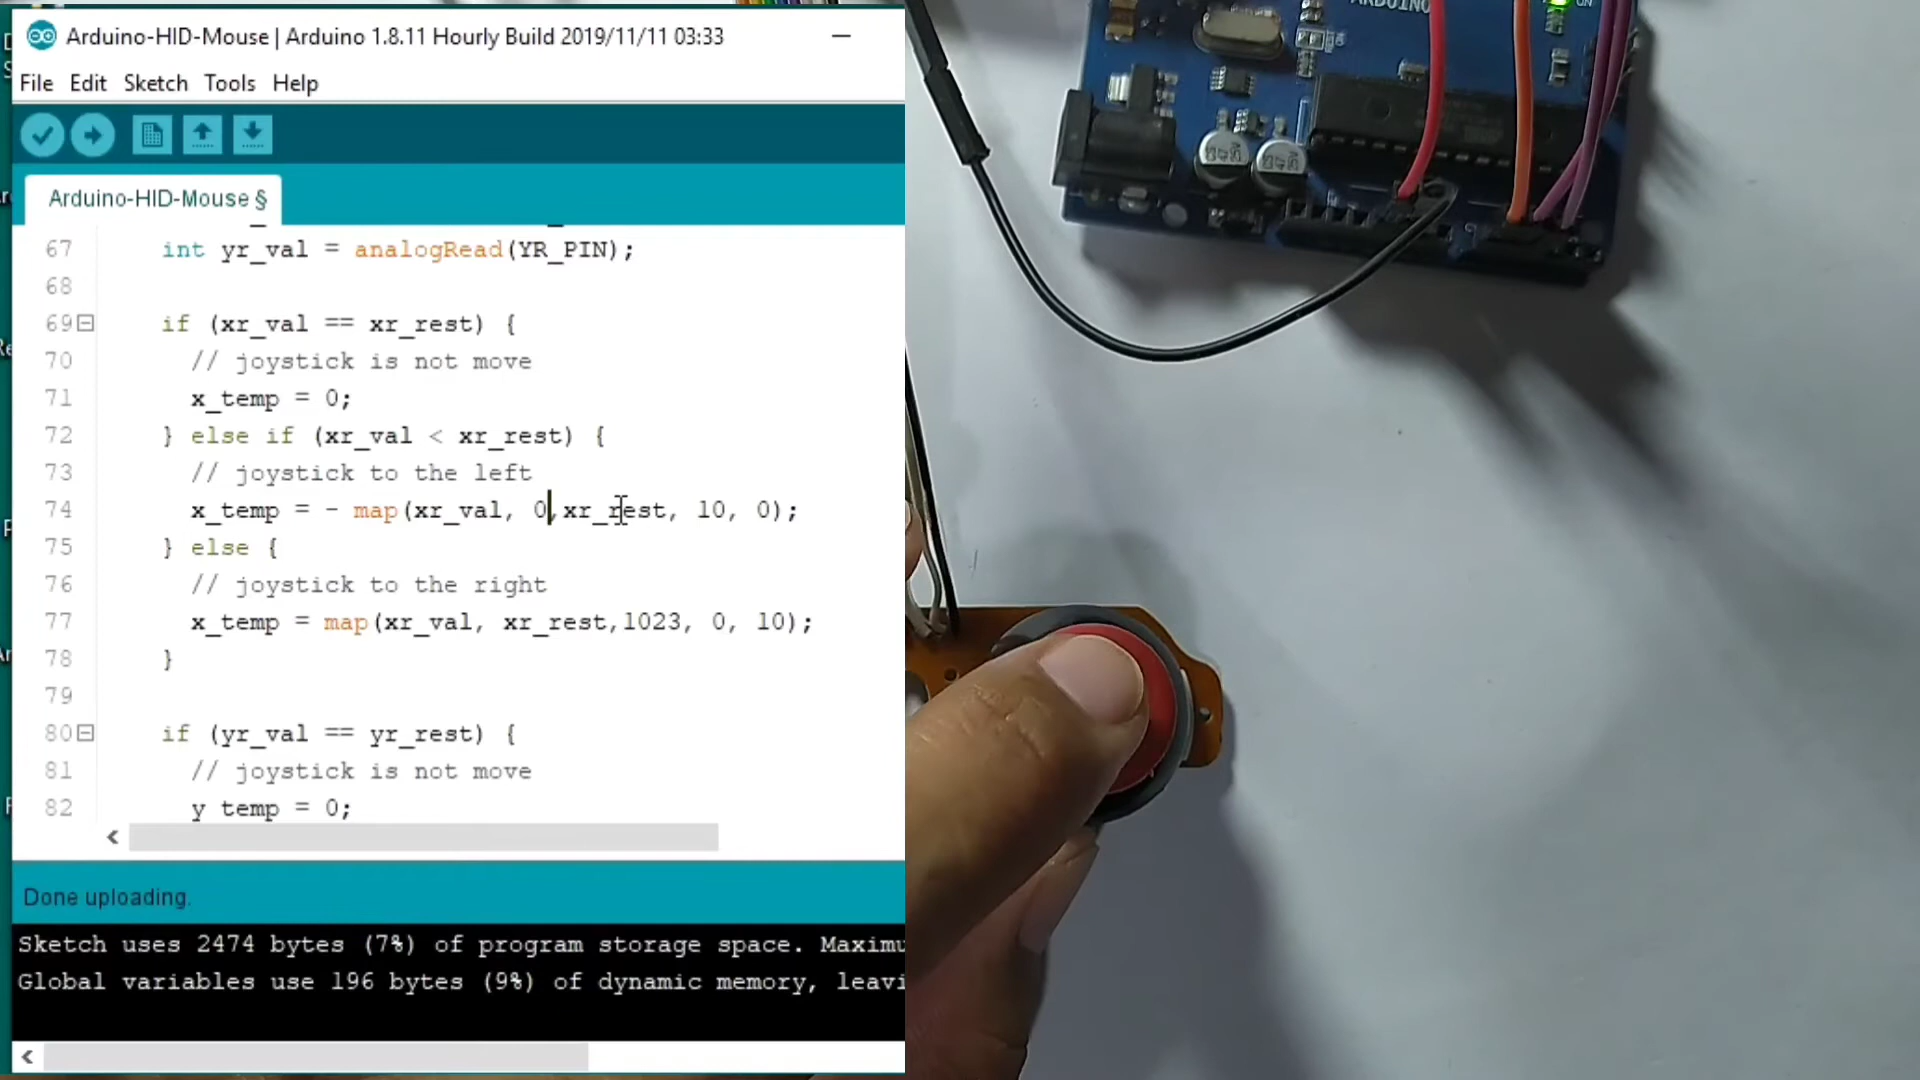 Arduino-HID-Mouse | Arduino 1.8.11 Hourly Build 2019/11/11 03:33
File Edit Sketch Tools Help
Arduino-HID-Mouse §
67 int yr_val = analogRead(YR_PIN);
68
69 if (xr_val == xr_rest) {
70 // joystick is not move
71 x_temp = 0;
72 } else if (xr_val < xr_rest) {
73 // joystick to the left
74 x_temp = - map(xr_val, 0,xr_rest, 10, 0);
75 } else {
76 // joystick to the right
77 x_temp = map(xr_val, xr_rest,1023, 0, 10);
78 }
79
80 if (yr_val == yr_rest) {
81 // joystick is not move
82 y_temp = 0;
Done uploading.
Sketch uses 2474 bytes (7%) of program storage space. Maximu
Global variables use 196 bytes (9%) of dynamic memory, leavi
ARDUINO
ON